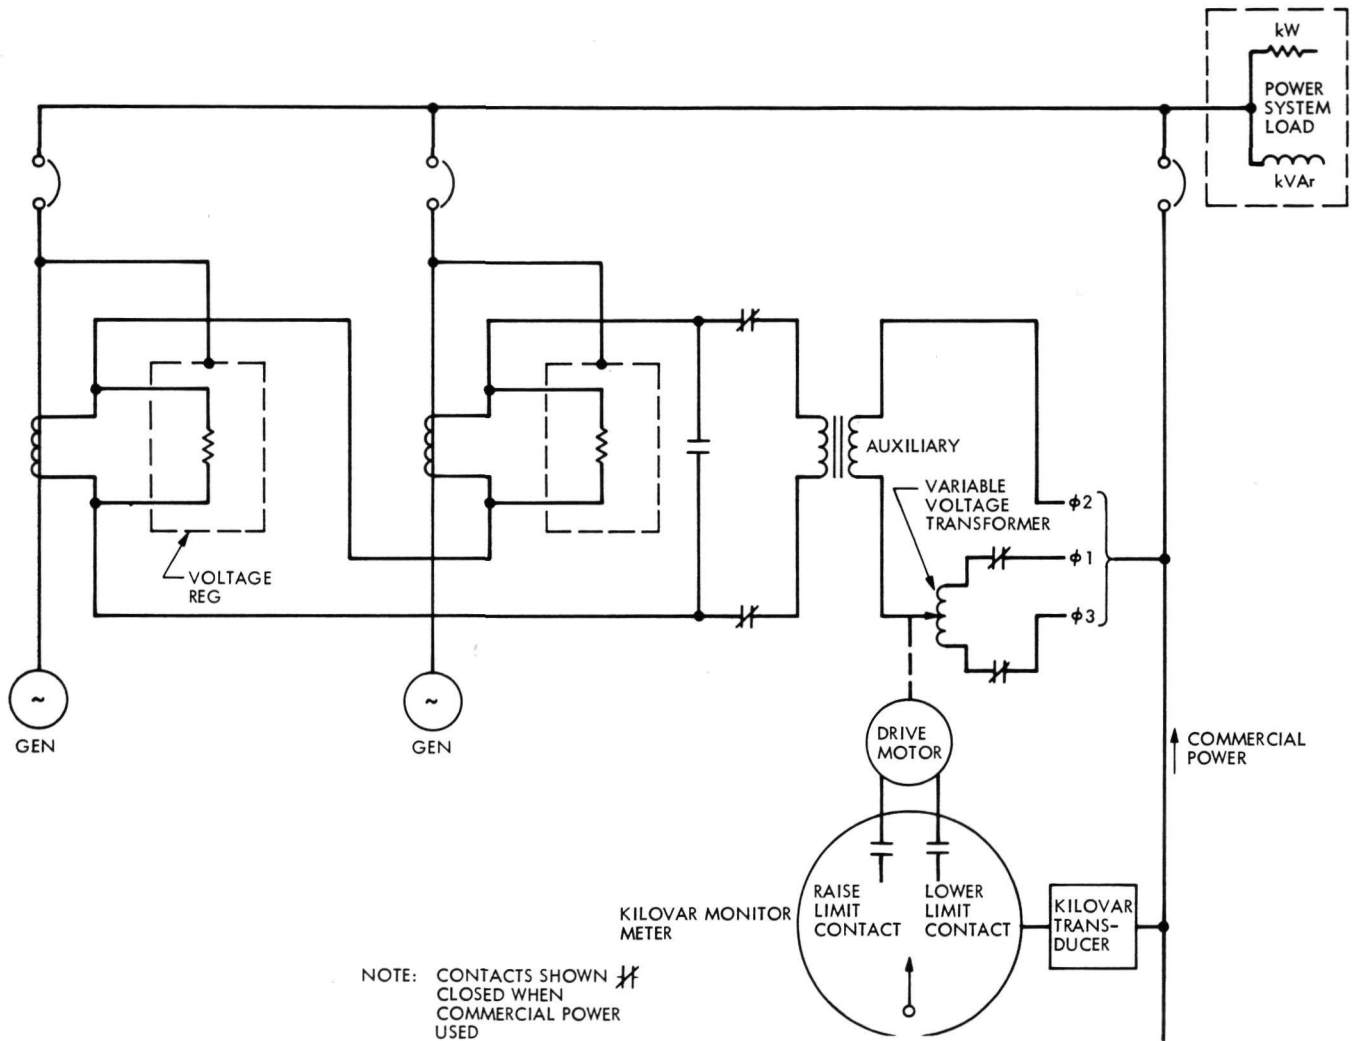 kW
POWER
SYSTEM
LOAD
kVAr
AUXILIARY
VARIABLE
VOLTAGE
TRANSFORMER
ϕ2
ϕ1
ϕ3
VOLTAGE
REG
~
GEN
~
GEN
DRIVE
MOTOR
COMMERCIAL
POWER
RAISE
LIMIT
CONTACT
LOWER
LIMIT
CONTACT
KILOVAR MONITOR
METER
KILOVAR
TRANS-
DUCER
NOTE: CONTACTS SHOWN
CLOSED WHEN
COMMERCIAL POWER
USED